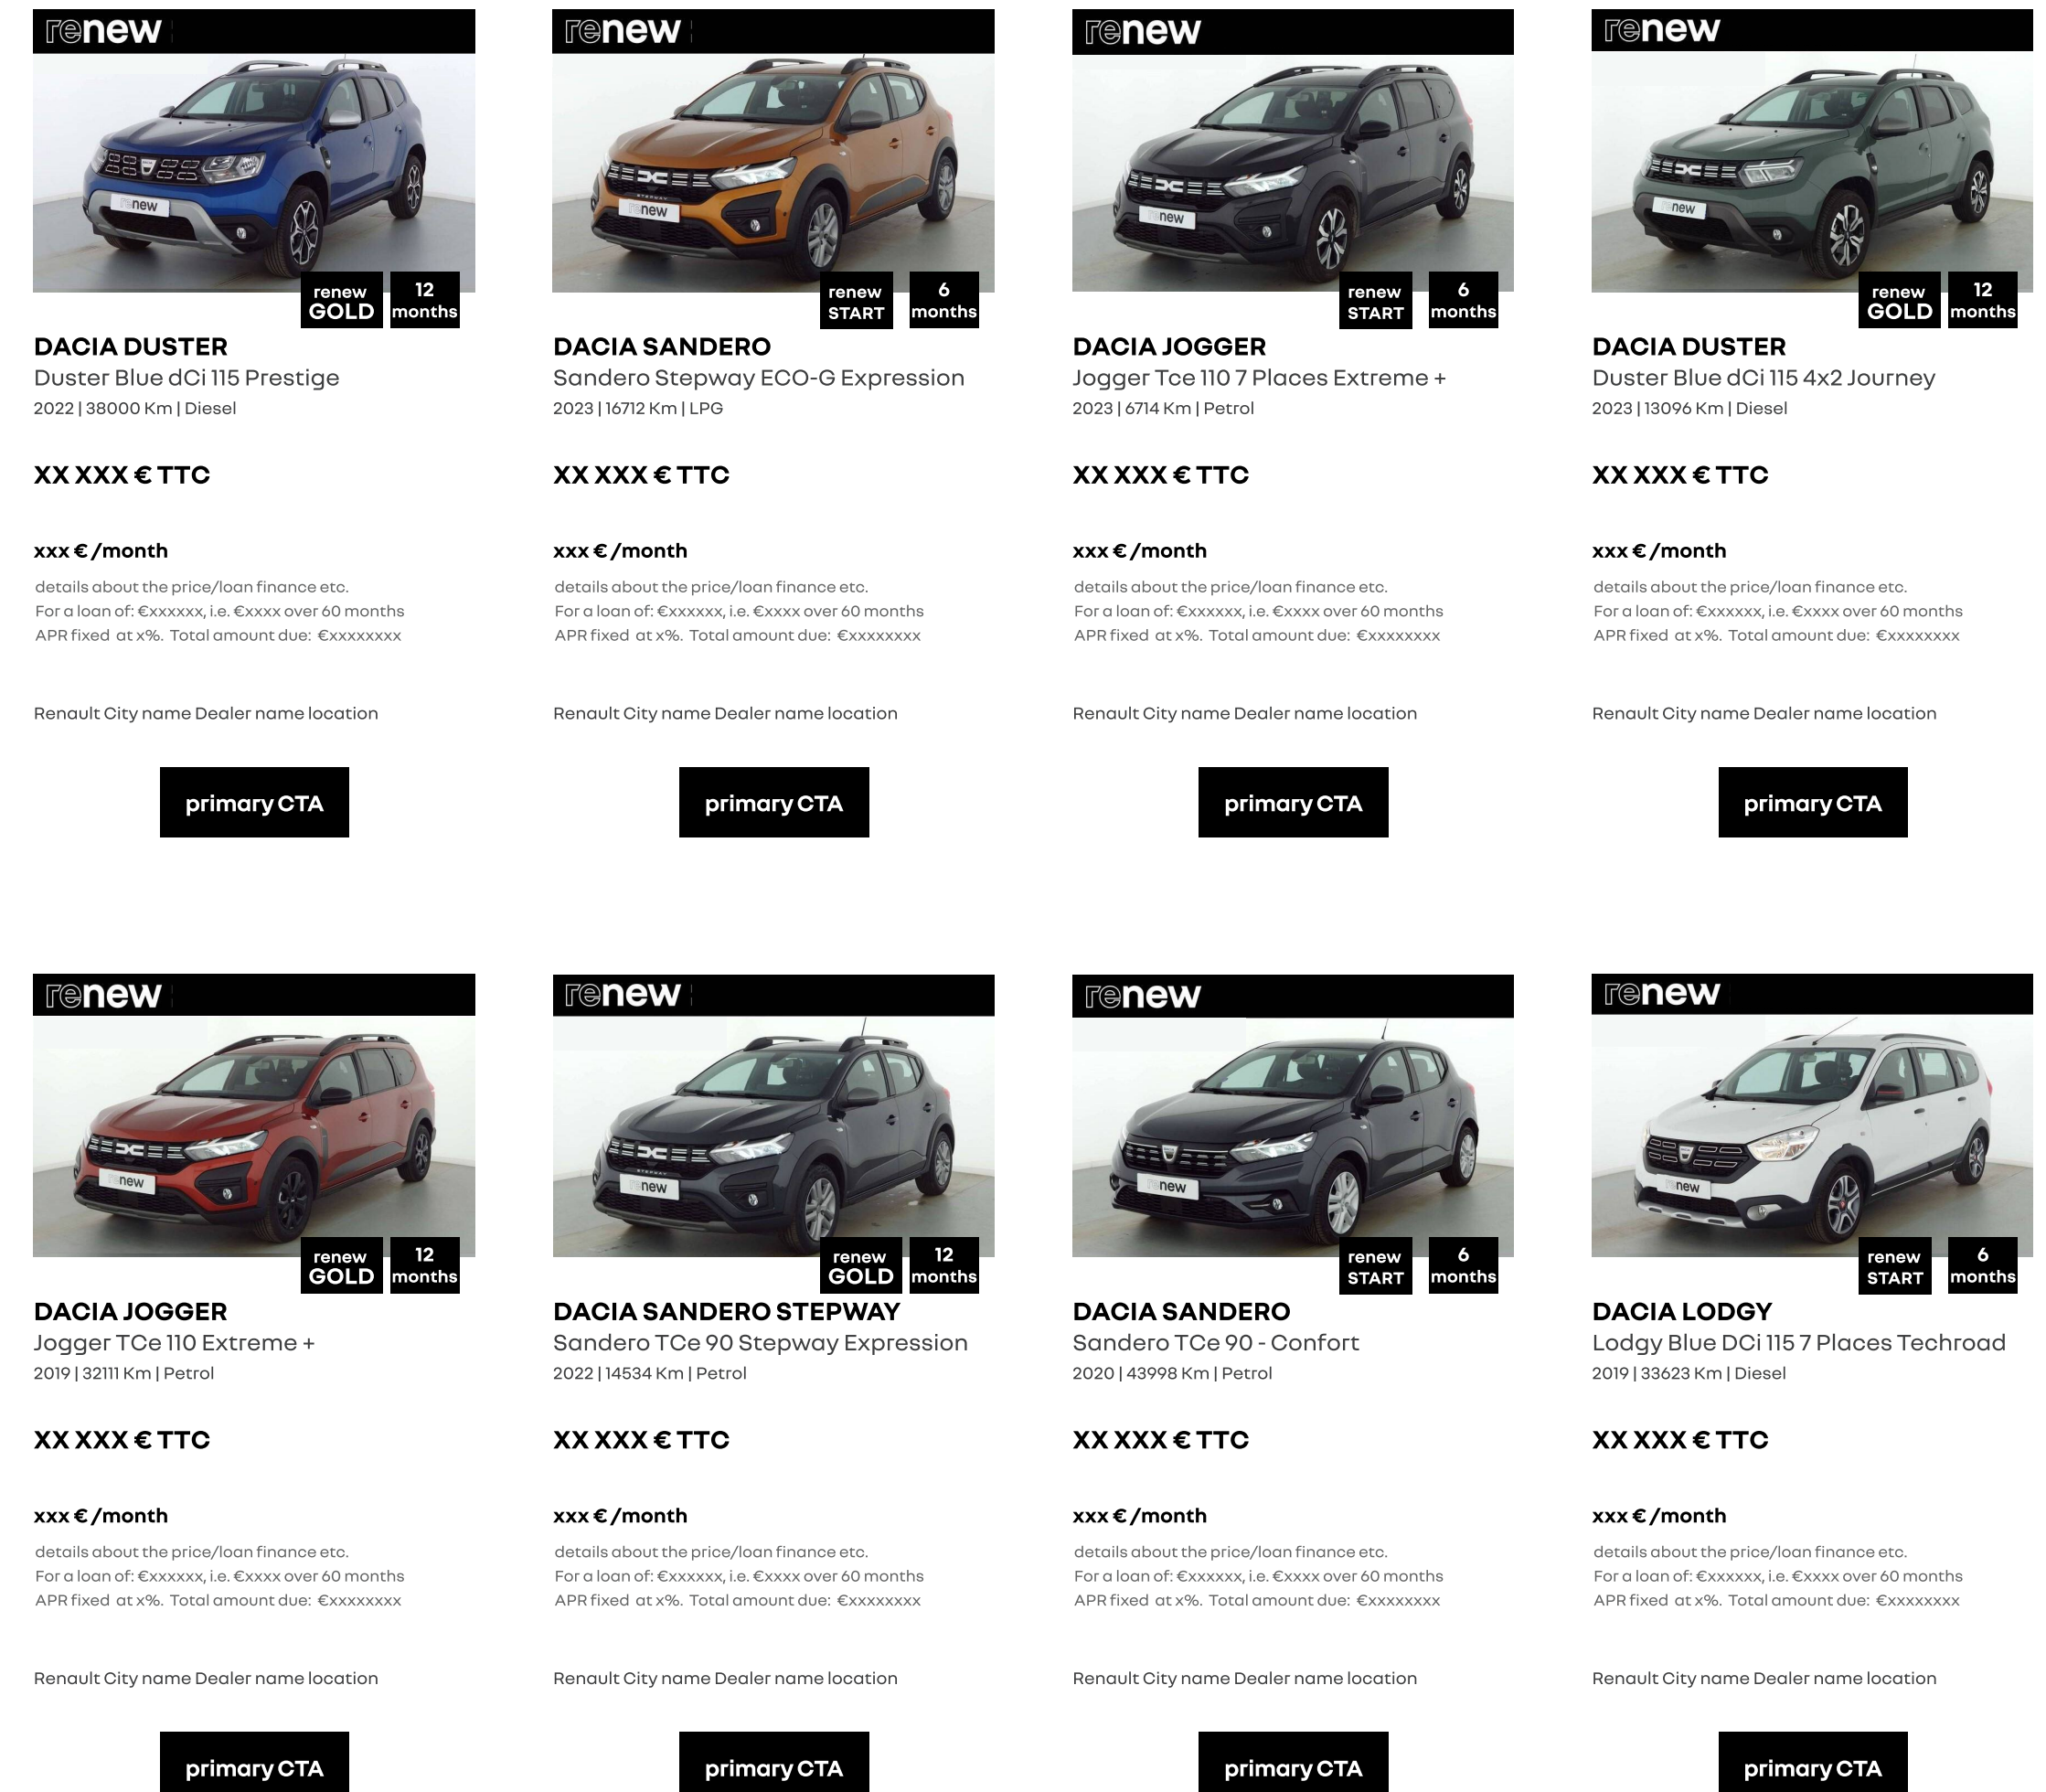 renew
renew
GOLD
12
months
DACIA DUSTER
Duster Blue dCi 115 Prestige
2022 | 38000 Km | Diesel
XX XXX € TTC
xxx € /month
details about the price/loan finance etc.
For a loan of: €xxxxxx, i.e. €xxxx over 60 months
APR fixed at x%. Total amount due: €xxxxxxxx
Renault City name Dealer name location
primary CTA
renew
renew
renew
START
6
months
DACIA SANDERO
Sandero Stepway ECO-G Expression
2023 | 16712 Km | LPG
XX XXX € TTC
xxx € /month
details about the price/loan finance etc.
For a loan of: €xxxxxx, i.e. €xxxx over 60 months
APR fixed at x%. Total amount due: €xxxxxxxx
Renault City name Dealer name location
primary CTA
renew
renew
renew
START
6
months
DACIA JOGGER
Jogger Tce 110 7 Places Extreme +
2023 | 6714 Km | Petrol
XX XXX € TTC
xxx € /month
details about the price/loan finance etc.
For a loan of: €xxxxxx, i.e. €xxxx over 60 months
APR fixed at x%. Total amount due: €xxxxxxxx
Renault City name Dealer name location
primary CTA
renew
renew
renew
GOLD
12
months
DACIA DUSTER
Duster Blue dCi 115 4x2 Journey
2023 | 13096 Km | Diesel
XX XXX € TTC
xxx € /month
details about the price/loan finance etc.
For a loan of: €xxxxxx, i.e. €xxxx over 60 months
APR fixed at x%. Total amount due: €xxxxxxxx
Renault City name Dealer name location
primary CTA
renew
renew
renew
GOLD
12
months
DACIA JOGGER
Jogger TCe 110 Extreme +
2019 | 32111 Km | Petrol
XX XXX € TTC
xxx € /month
details about the price/loan finance etc.
For a loan of: €xxxxxx, i.e. €xxxx over 60 months
APR fixed at x%. Total amount due: €xxxxxxxx
Renault City name Dealer name location
primary CTA
renew
STEPWAY
renew
renew
GOLD
12
months
DACIA SANDERO STEPWAY
Sandero TCe 90 Stepway Expression
2022 | 14534 Km | Petrol
XX XXX € TTC
xxx € /month
details about the price/loan finance etc.
For a loan of: €xxxxxx, i.e. €xxxx over 60 months
APR fixed at x%. Total amount due: €xxxxxxxx
Renault City name Dealer name location
primary CTA
renew
renew
renew
START
6
months
DACIA SANDERO
Sandero TCe 90 - Confort
2020 | 43998 Km | Petrol
XX XXX € TTC
xxx € /month
details about the price/loan finance etc.
For a loan of: €xxxxxx, i.e. €xxxx over 60 months
APR fixed at x%. Total amount due: €xxxxxxxx
Renault City name Dealer name location
primary CTA
renew
renew
renew
START
6
months
DACIA LODGY
Lodgy Blue DCi 115 7 Places Techroad
2019 | 33623 Km | Diesel
XX XXX € TTC
xxx € /month
details about the price/loan finance etc.
For a loan of: €xxxxxx, i.e. €xxxx over 60 months
APR fixed at x%. Total amount due: €xxxxxxxx
Renault City name Dealer name location
primary CTA